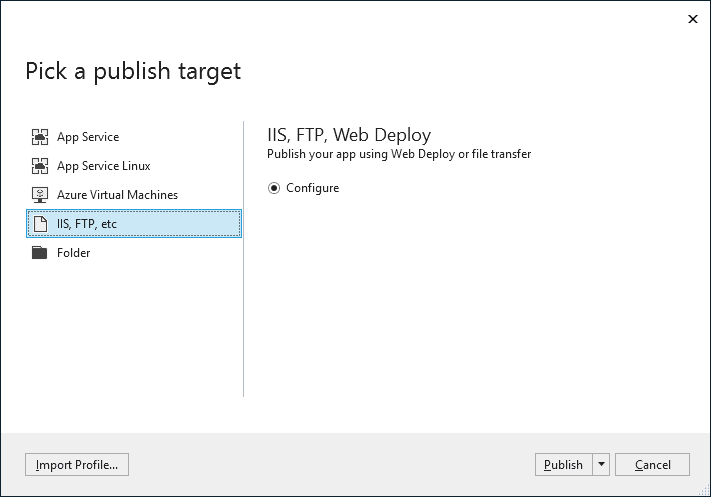 Pick a publish target
App Service
App Service Linux
Azure Virtual Machines
IIS, FTP, etc
Folder
IIS, FTP, Web Deploy
Publish your app using Web Deploy or file transfer
Configure
Import Profile...
Publish
Cancel